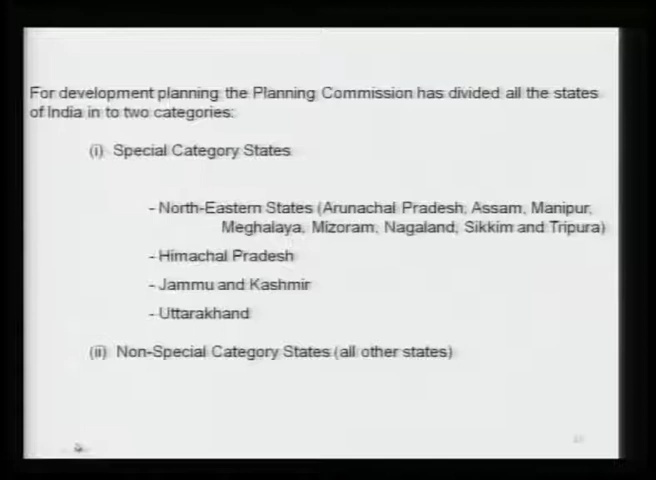 For development planning the Planning Commission has divided all the states
of India in to two categories:
(i) Special Category States
- North-Eastern States (Arunachal Pradesh, Assam, Manipur,
Meghalaya, Mizoram, Nagaland, Sikkim and Tripura)
- Himachal Pradesh
- Jammu and Kashmir
- Uttarakhand
(ii) Non-Special Category States (all other states)